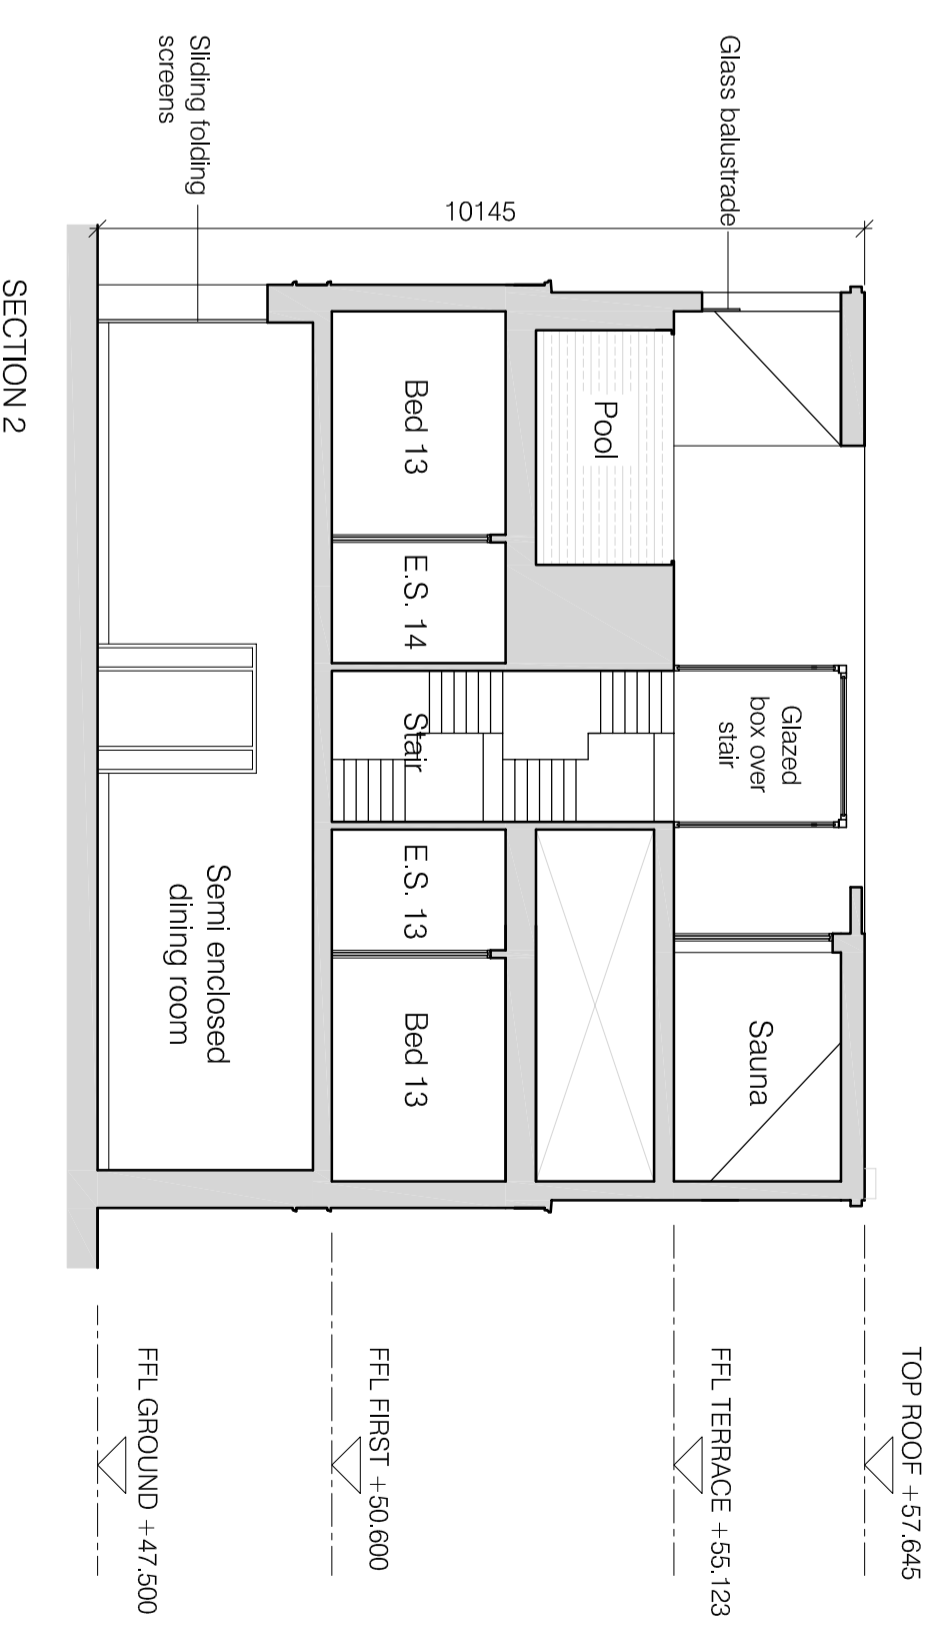 TOP ROOF +57.645
Glass balustrade
Glazed
box over
stair
Sauna
FFL TERRACE +55.123
Pool
10145
Bed 13
E.S. 14
Stair
E.S. 13
Bed 13
FFL FIRST +50.600
Sliding folding
screens
Semi enclosed
dining room
FFL GROUND +47.500
SECTION 2